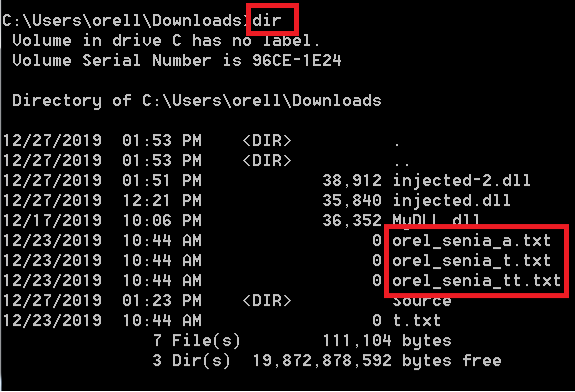 C:\Users\orell\Downloads>dir
Volume in drive C has no label.
Volume Serial Number is 96CE-1E24
Directory of C:\Users\orell\Downloads
12/27/2019 01:53 PM <DIR> .
12/27/2019 01:53 PM <DIR> ..
12/27/2019 01:51 PM 38,912 injected-2.dll
12/27/2019 12:21 PM 35,840 injected.dll
12/17/2019 10:06 PM 36,352 MyDLL.dll
12/23/2019 10:44 AM 0 orel_senia_a.txt
12/23/2019 10:44 AM 0 orel_senia_t.txt
12/23/2019 10:44 AM 0 orel_senia_tt.txt
12/27/2019 01:23 PM <DIR> Source
12/23/2019 10:44 AM 0 t.txt
7 File(s) 111,104 bytes
3 Dir(s) 19,872,878,592 bytes free